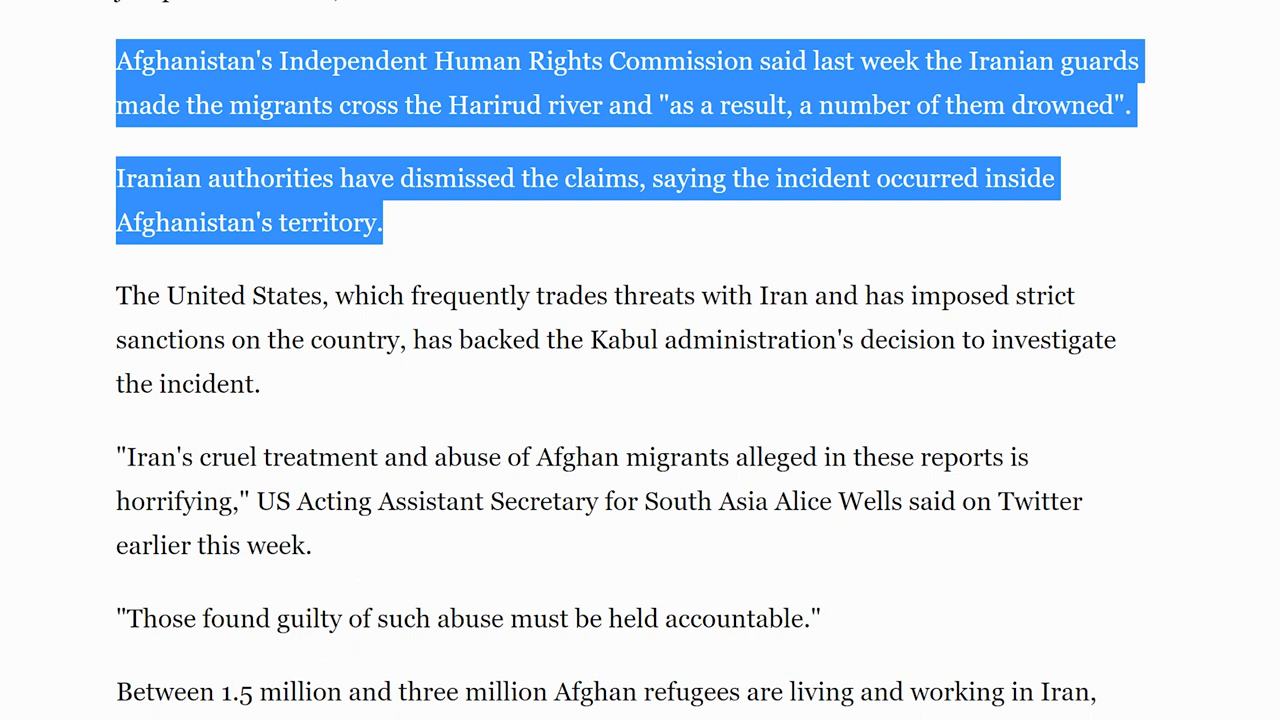 Afghanistan's Independent Human Rights Commission said last week the Iranian guards
made the migrants cross the Harirud river and "as a result, a number of them drowned".
Iranian authorities have dismissed the claims, saying the incident occurred inside
Afghanistan's territory.
The United States, which frequently trades threats with Iran and has imposed strict
sanctions on the country, has backed the Kabul administration's decision to investigate
the incident.
"Iran's cruel treatment and abuse of Afghan migrants alleged in these reports is
horrifying," US Acting Assistant Secretary for South Asia Alice Wells said on Twitter
earlier this week.
"Those found guilty of such abuse must be held accountable."
Between 1.5 million and three million Afghan refugees are living and working in Iran,